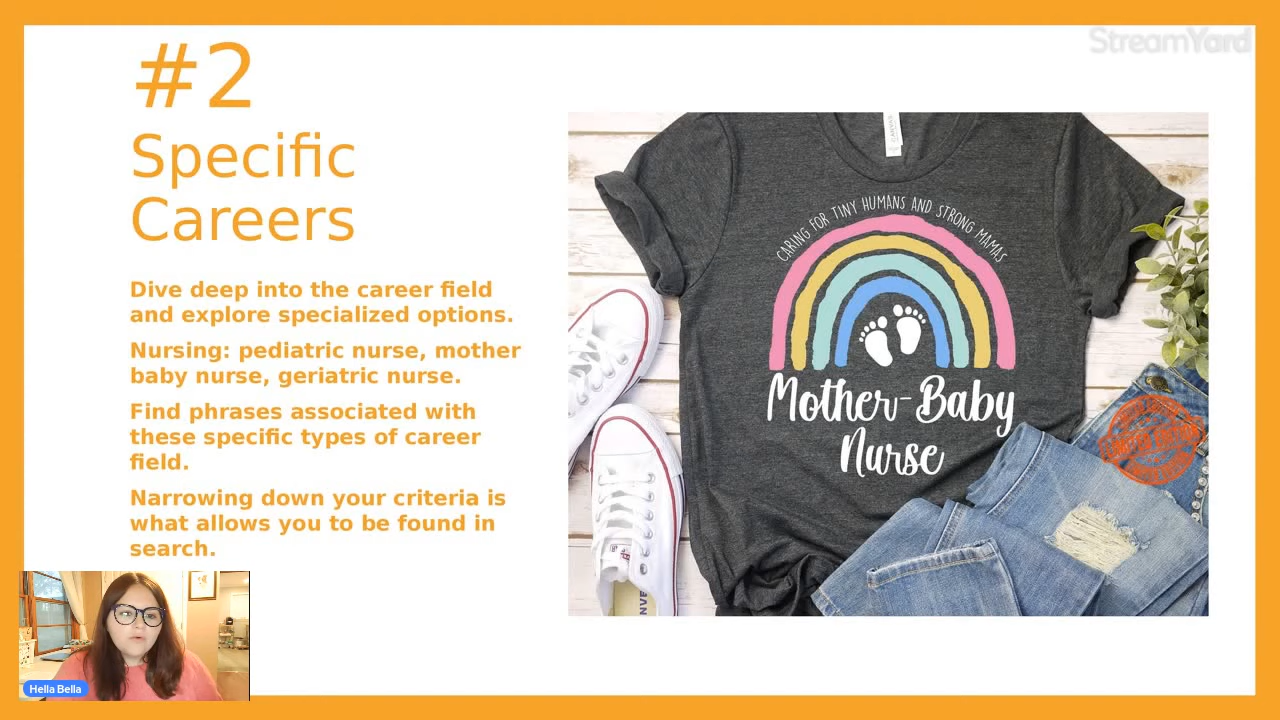 StreamYard
#2
Specific
Careers
Dive deep into the career field
and explore specialized options.
Nursing: pediatric nurse, mother
baby nurse, geriatric nurse.
Find phrases associated with
these specific types of career
field.
Narrowing down your criteria is
what allows you to be found in
search.
CANVAS
CARING FOR TINY HUMANS AND STRONG MAMAS
Mother-Baby
Nurse
LIMITED EDITION
Hella Bella